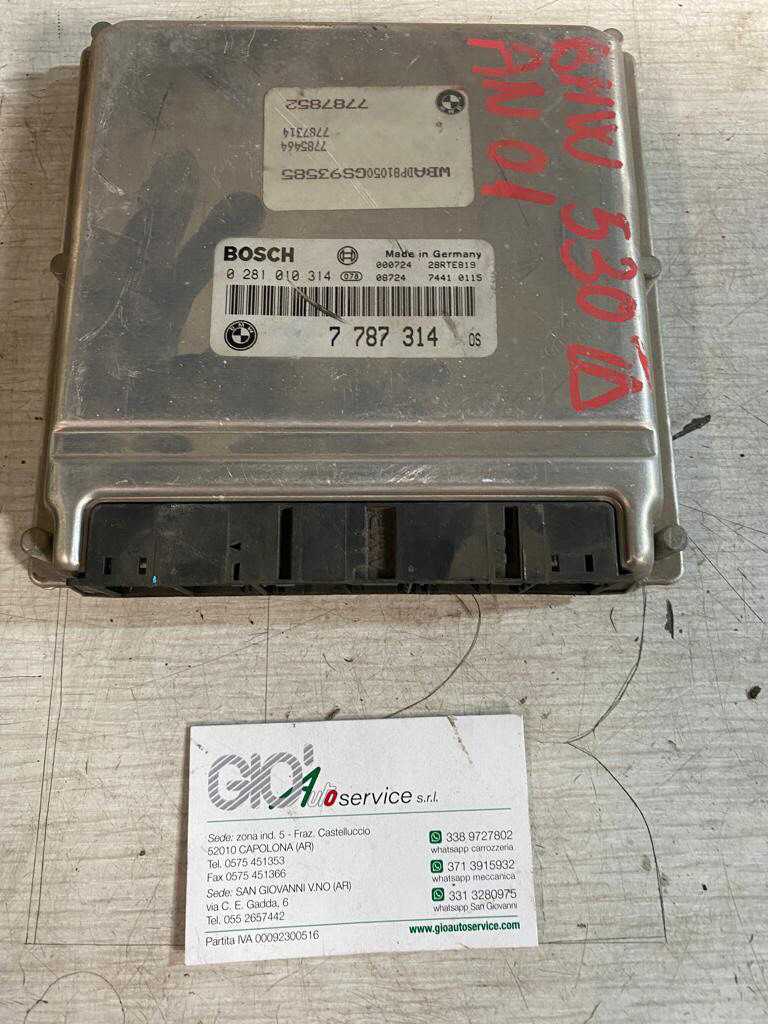 7787852
7787314
7785464
WBADP81050GS93585
BMW 530
AN 01
BOSCH
Made in Germany
0 281 010 314 078
000724 28RTE819
08724 7441 0115
7 787 314 OS
GIO' Autoservice s.r.l.
Sede: zona ind. 5 - Fraz. Castelluccio
52010 CAPOLONA (AR)
Tel. 0575 451353
Fax 0575 451366
Sede: SAN GIOVANNI V.NO (AR)
via C. E. Gadda, 6
Tel. 055 2657442
Partita IVA 00092300516
338 9727802
whatsapp carrozzeria
371 3915932
whatsapp meccanica
331 3280975
whatsapp San Giovanni
www.gioautoservice.com